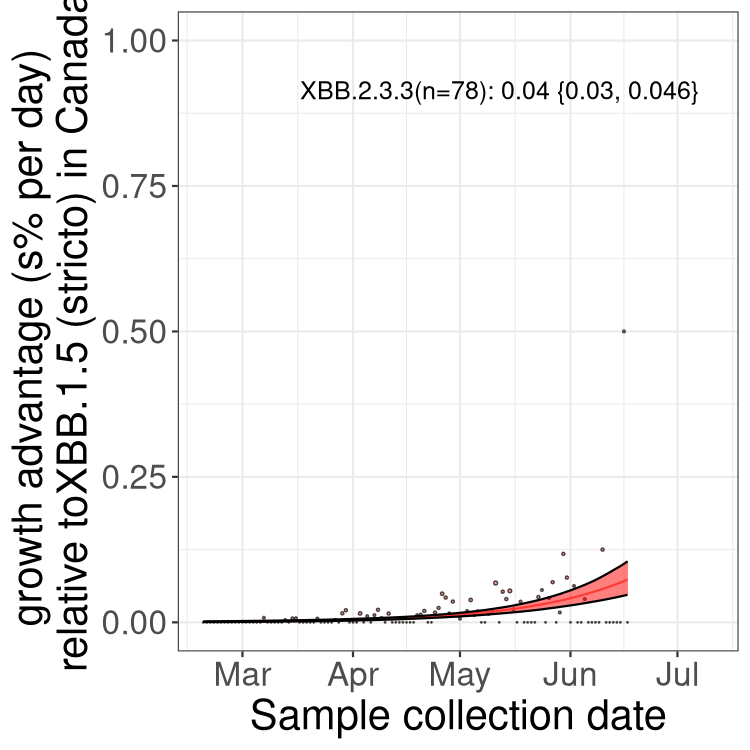 growth advantage (s% per day)
relative toXBB.1.5 (stricto) in Canada
1.00
0.75
0.50
0.25
0.00
XBB.2.3.3(n=78): 0.04 {0.03, 0.046}
Mar Apr May Jun Jul
Sample collection date